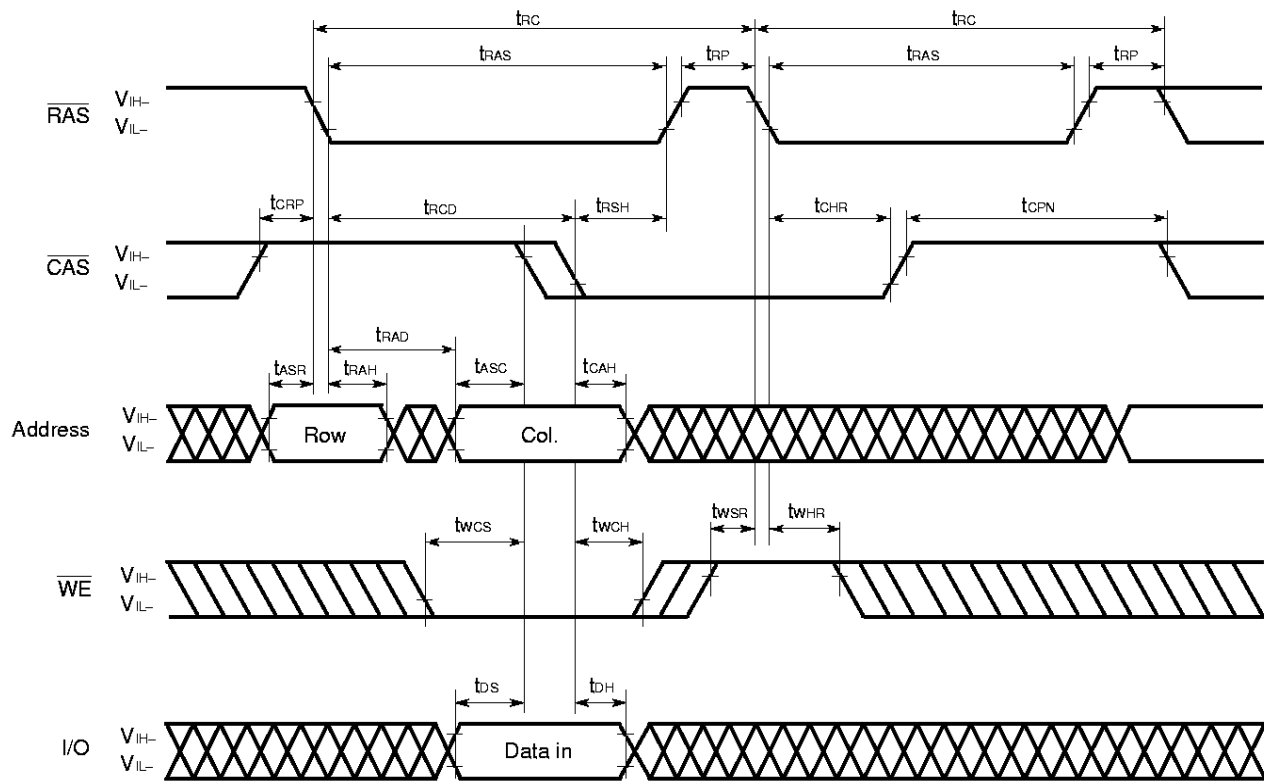 tRC tRC
tRAS tRP tRAS tRP
RAS VIH– VIL–
tCRP tRCD tRSH tCHR tCPN
CAS VIH– VIL–
tRAD
tASR tRAH tASC tCAH
Address VIH– VIL– Row Col.
tWCS tWCH tWSR tWHR
WE VIH– VIL–
tDS tDH
I/O VIH– VIL– Data in